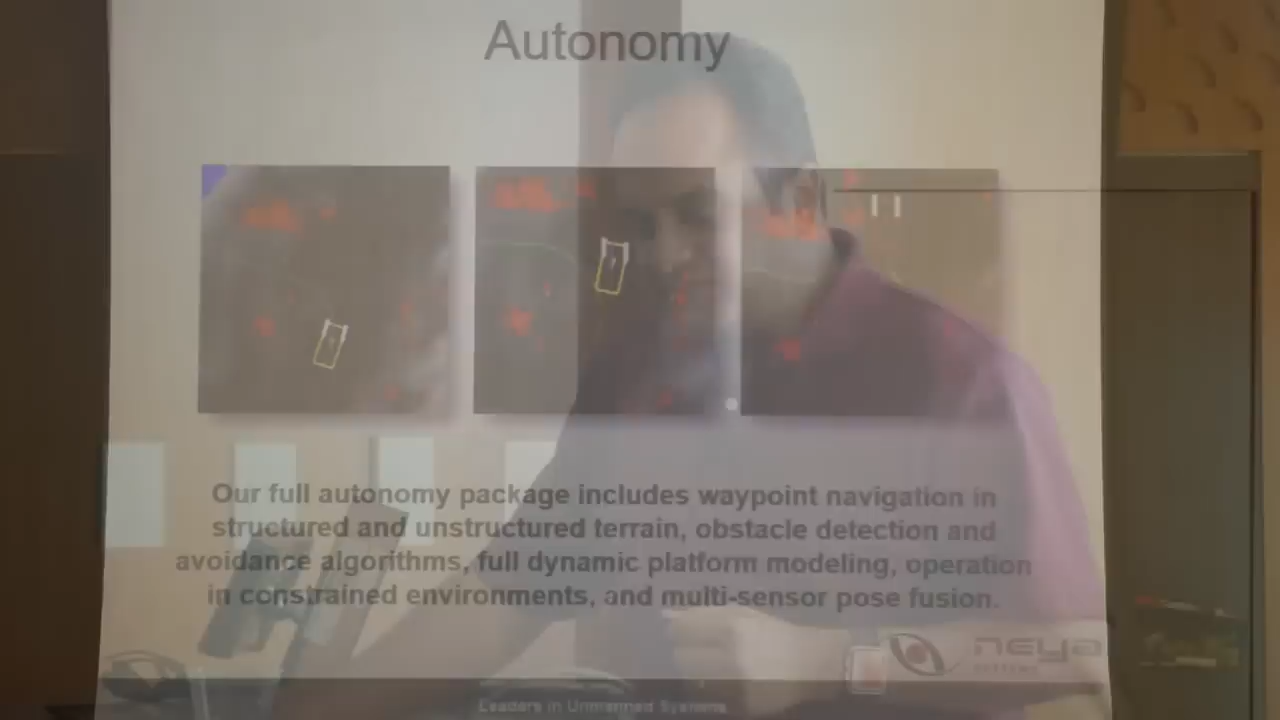 Autonomy
Our full autonomy package includes waypoint navigation in
structured and unstructured terrain, obstacle detection and
avoidance algorithms, full dynamic platform modeling, operation
in constrained environments, and multi-sensor pose fusion.
neya
systems
Leaders in Unmanned Systems